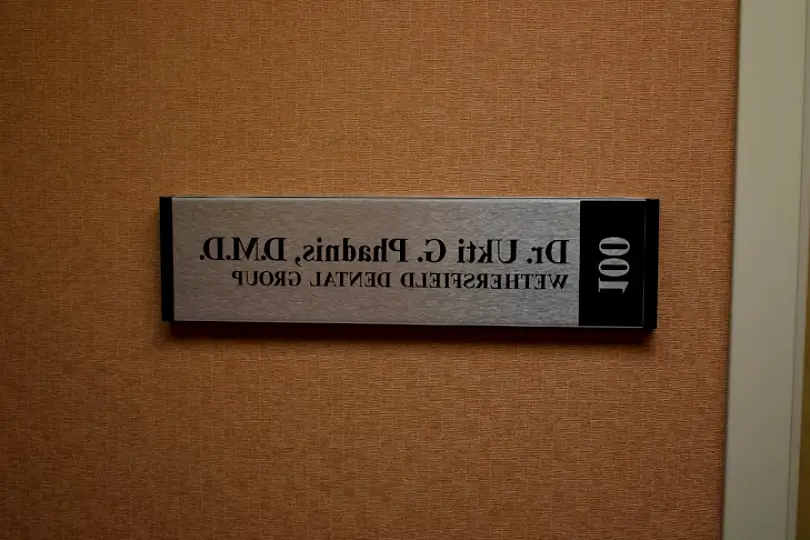 100
Dr. Ukti G. Phadnis, D.M.D.
WETHERSFIELD DENTAL GROUP